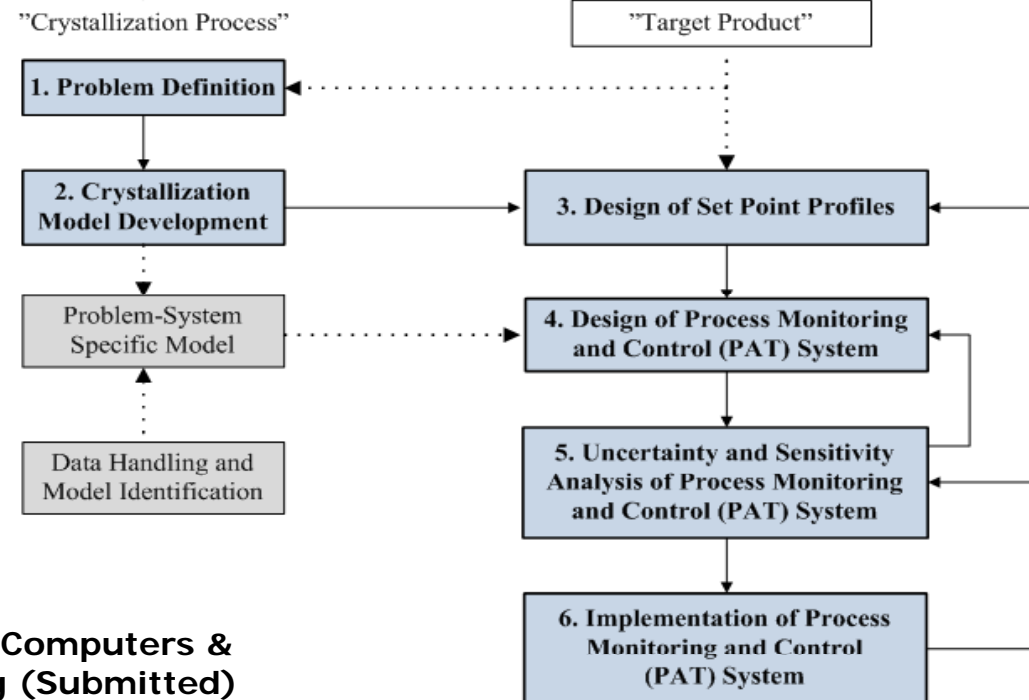 ”Crystallization Process”
”Target Product”
1. Problem Definition
2. Crystallization
Model Development
3. Design of Set Point Profiles
Problem-System
Specific Model
4. Design of Process Monitoring
and Control (PAT) System
Data Handling and
Model Identification
5. Uncertainty and Sensitivity
Analysis of Process Monitoring
and Control (PAT) System
6. Implementation of Process
Monitoring and Control
(PAT) System
Computers &
(Submitted)